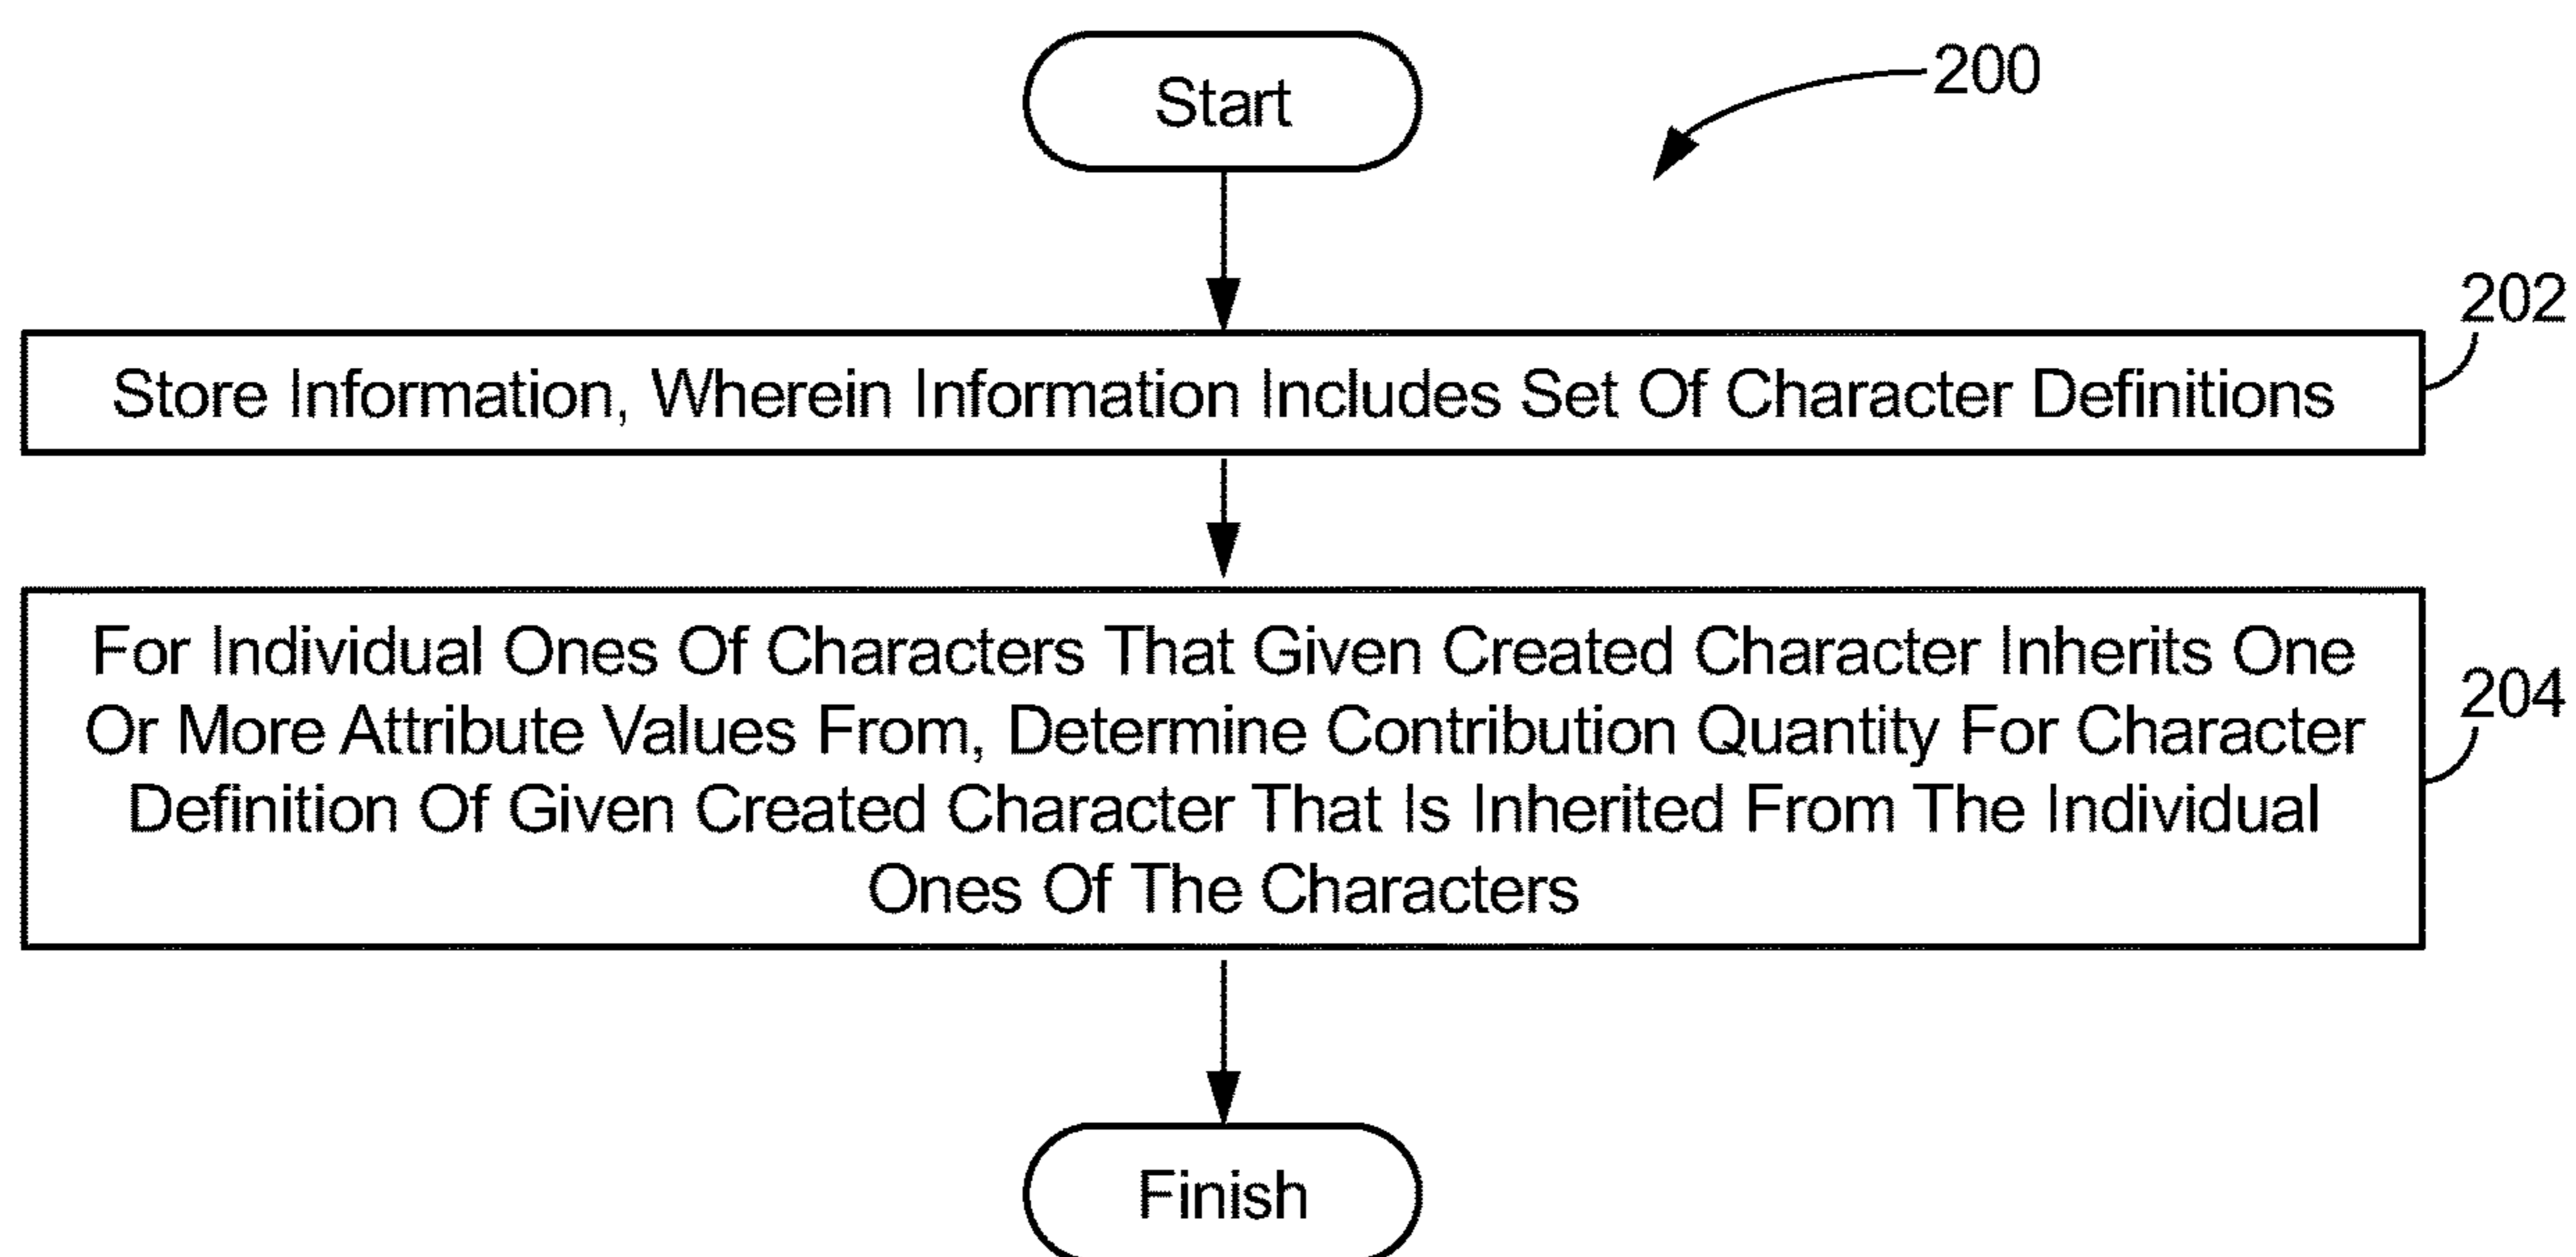 Start
200
202
Store Information, Wherein Information Includes Set Of Character Definitions
For Individual Ones Of Characters That Given Created Character Inherits One
Or More Attribute Values From, Determine Contribution Quantity For Character
204
Definition Of Given Created Character That Is Inherited From The Individual
Ones Of The Characters
Finish